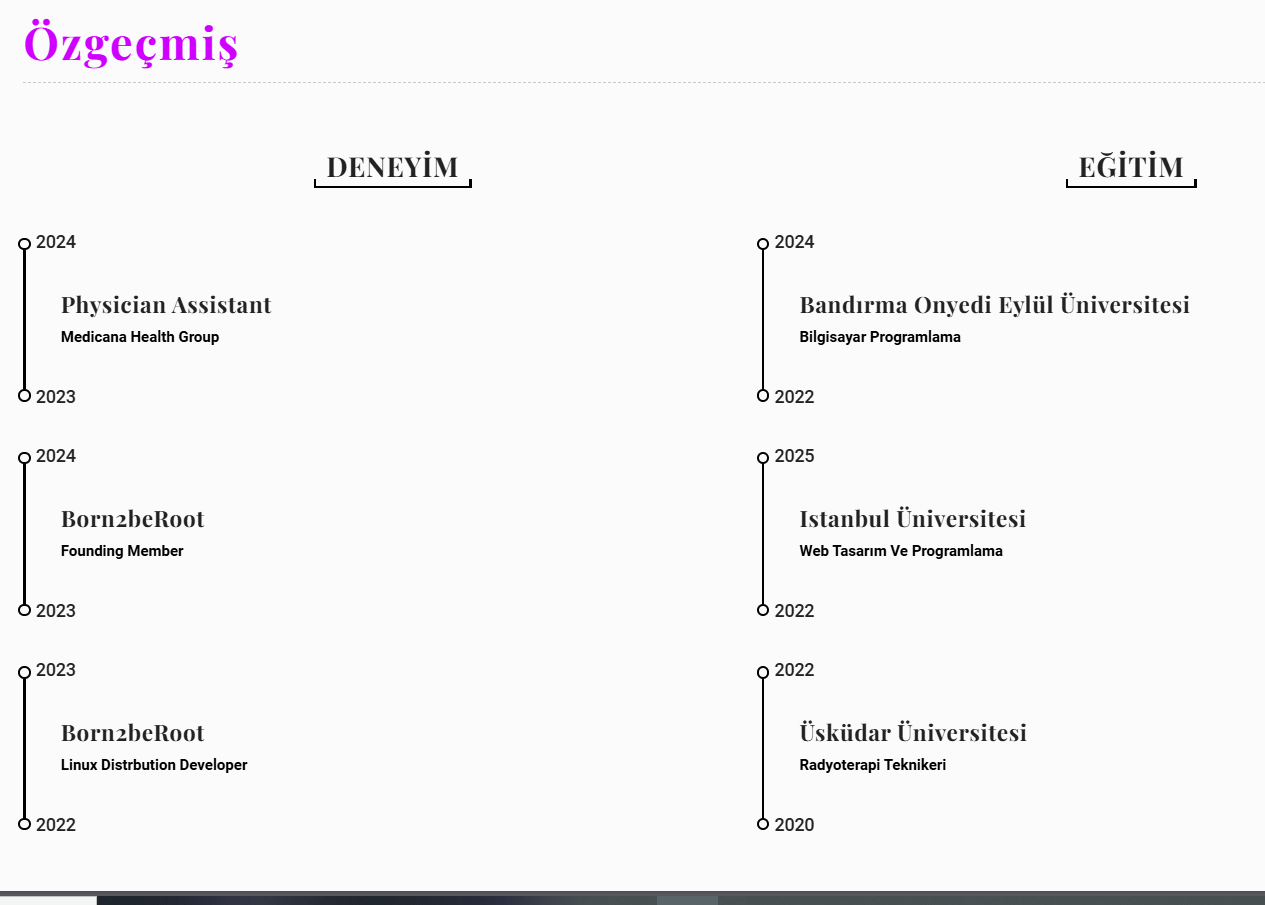 Özgeçmiş
DENEYİM
2024
Physician Assistant
Medicana Health Group
2023
2024
Born2beRoot
Founding Member
2023
2023
Born2beRoot
Linux Distrbution Developer
2022
EĞİTİM
2024
Bandırma Onyedi Eylül Üniversitesi
Bilgisayar Programlama
2022
2025
Istanbul Üniversitesi
Web Tasarım Ve Programlama
2022
2022
Üsküdar Üniversitesi
Radyoterapi Teknikeri
2020